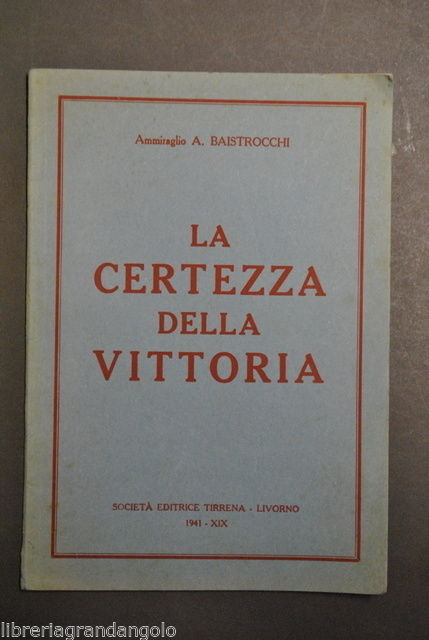 Ammiraglio A. BAISTROCCHI
LA
CERTEZZA
DELLA
VITTORIA
SOCIETÀ EDITRICE TIRRENA - LIVORNO
1941 - XIX
libreriagrandangolo